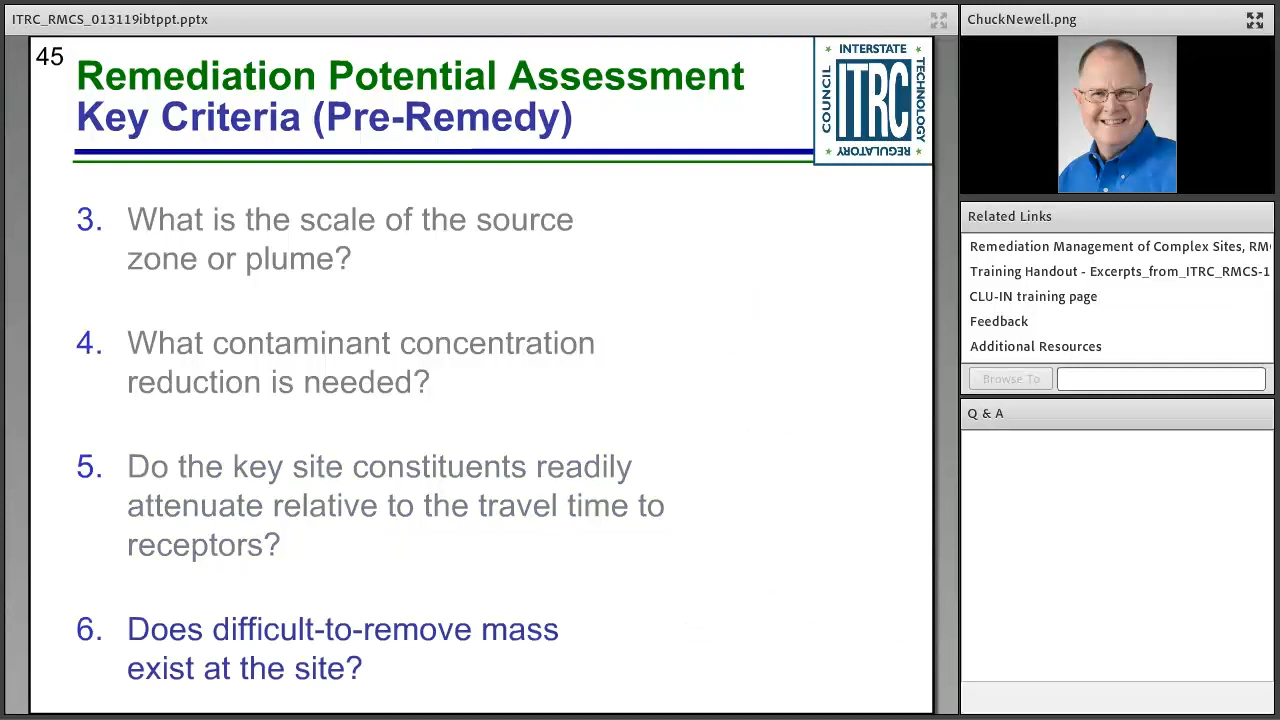 ITRC_RMCS_013119ibtppt.pptx
45
Remediation Potential Assessment
Key Criteria (Pre-Remedy)
INTERSTATE
COUNCIL
ITRC
TECHNOLOGY
REGULATORY
3. What is the scale of the source
zone or plume?
4. What contaminant concentration
reduction is needed?
5. Do the key site constituents readily
attenuate relative to the travel time to
receptors?
6. Does difficult-to-remove mass
exist at the site?
ChuckNewell.png
Related Links
Remediation Management of Complex Sites, RM
Training Handout - Excerpts_from_ITRC_RMCS-1
CLU-IN training page
Feedback
Additional Resources
Browse To
Q & A